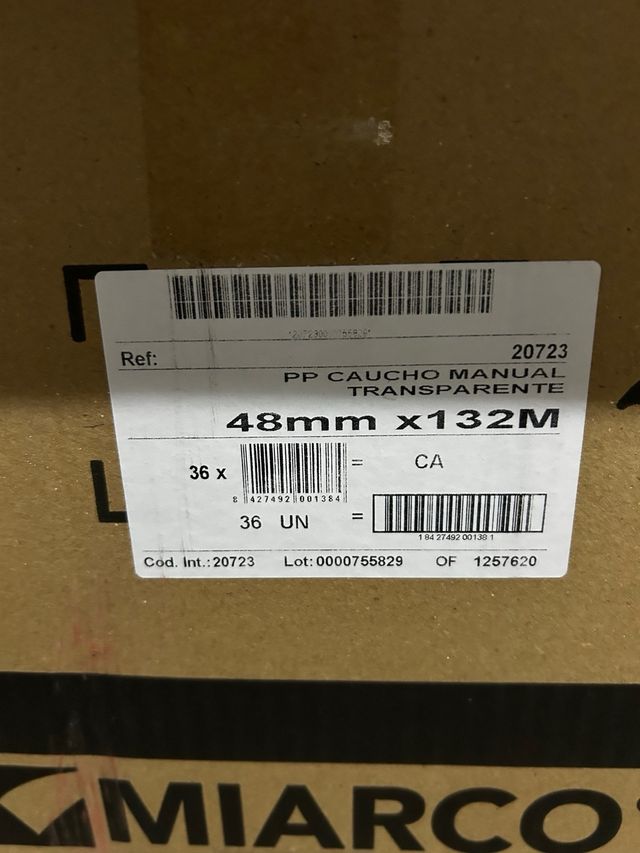 Ref: 20723
PP CAUCHO MANUAL
TRANSPARENTE
48mm x132M
36 x = CA
8 427492 001384
36 UN =
1 84 27492 00138 1
Cod. Int.:20723 Lot:0000755829 OF 1257620
MIARCO